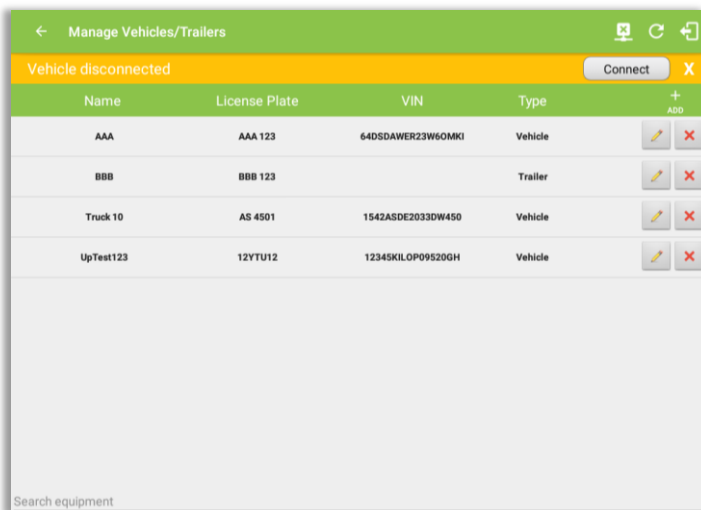 Manage Vehicles/Trailers
Vehicle disconnected Connect X
Name License Plate VIN Type + ADD
AAA AAA 123 64DSDAWER23W6OMKI Vehicle
BBB BBB 123 Trailer
Truck 10 AS 4501 1542ASDE2033DW450 Vehicle
UpTest123 12YTU12 12345KILOP09520GH Vehicle
Search equipment